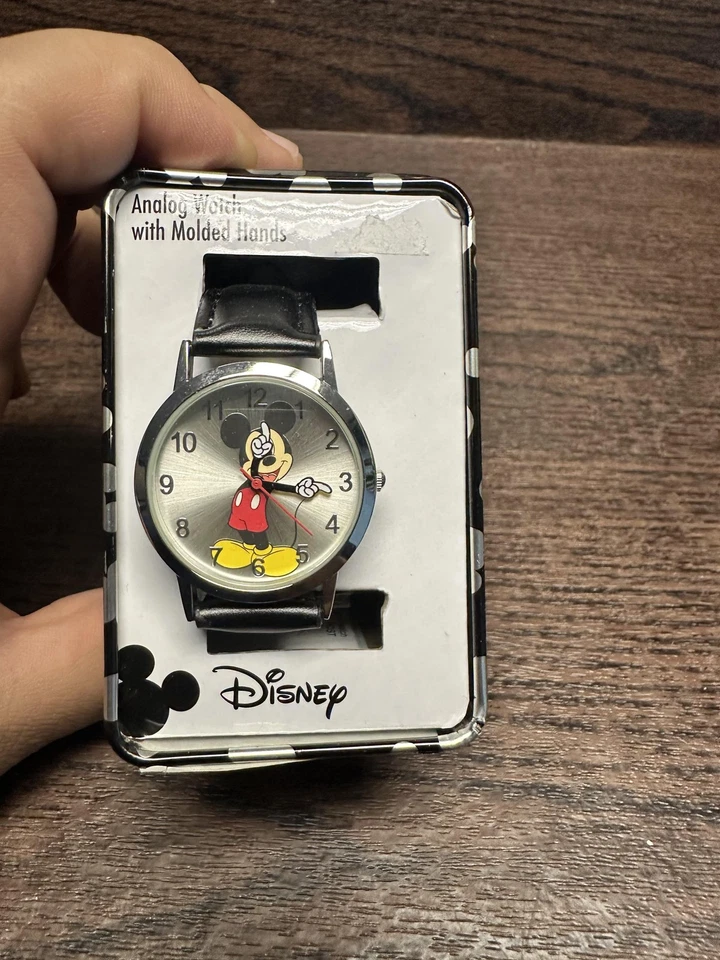 Analog Watch
with Molded Hands
11 12 1
10 2
9 3
8 4
7 6 5
Disney